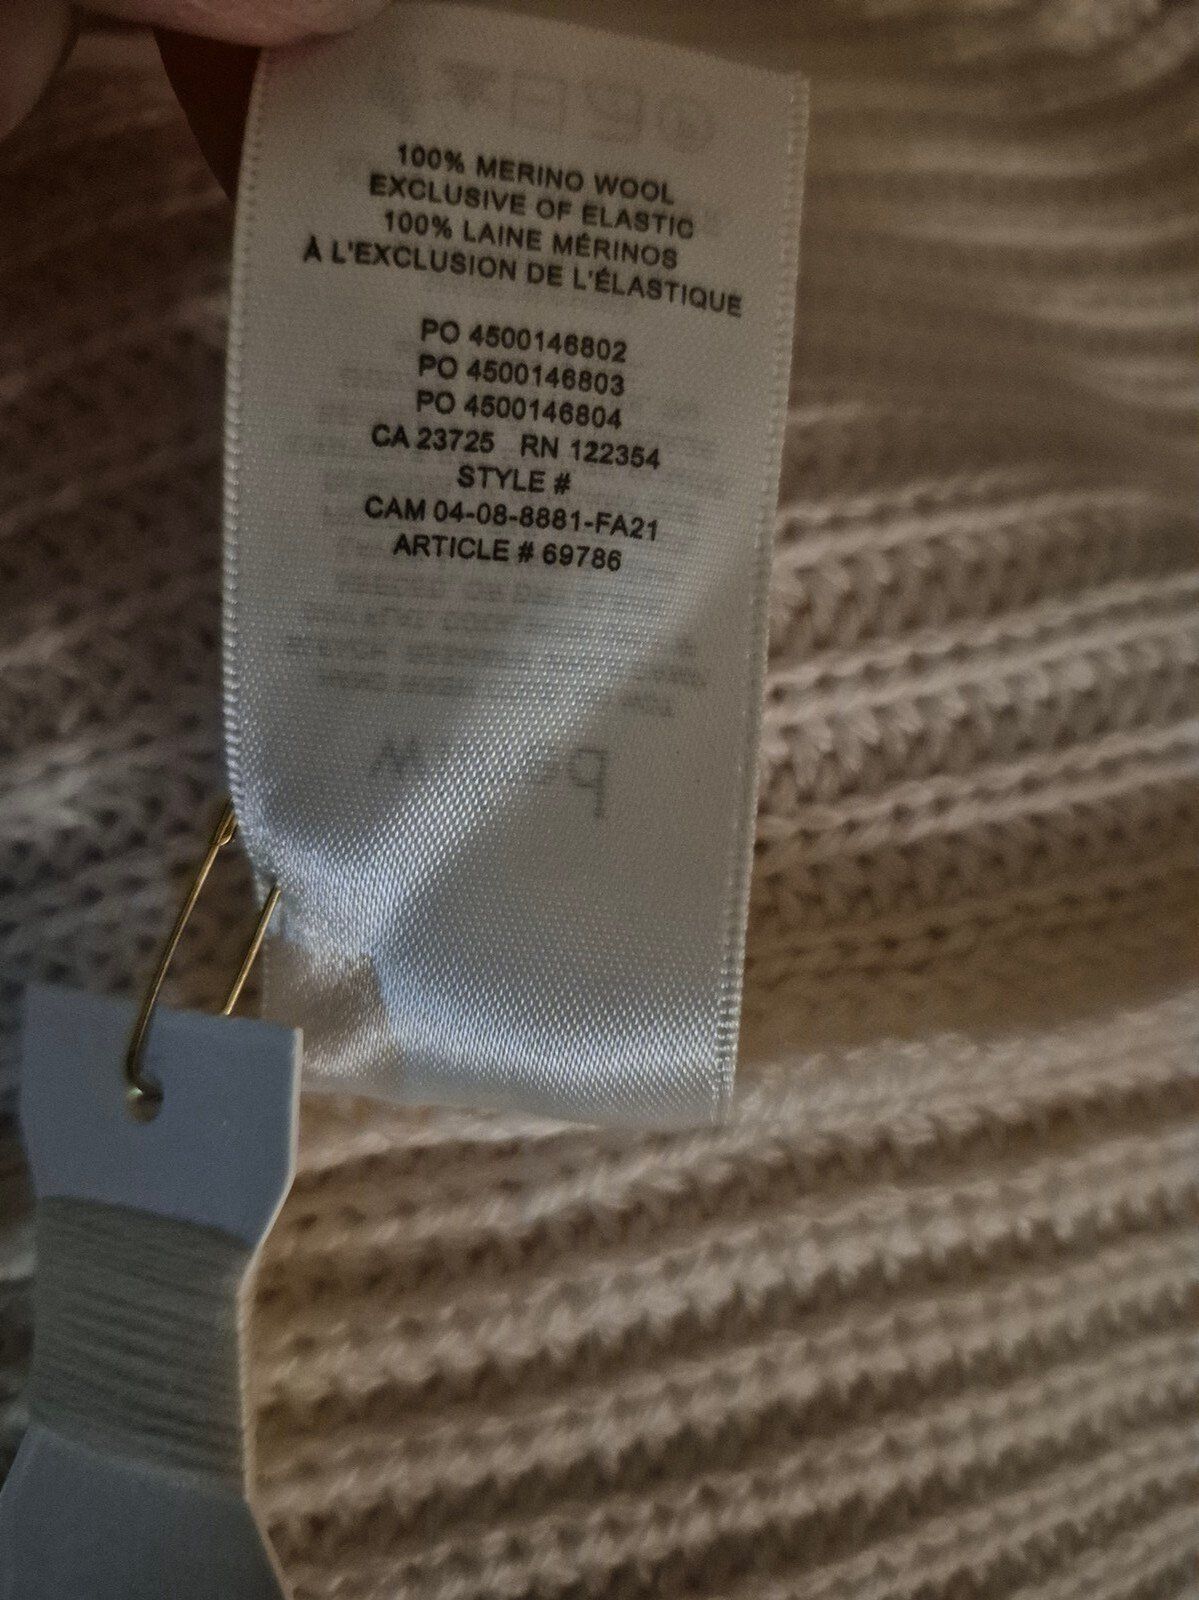 100% MERINO WOOL
EXCLUSIVE OF ELASTIC
100% LAINE MÉRINOS
À L'EXCLUSION DE L'ÉLASTIQUE
PO 4500146802
PO 4500146803
PO 4500146804
CA 23725 RN 122354
STYLE #
CAM 04-08-8881-FA21
ARTICLE # 69786